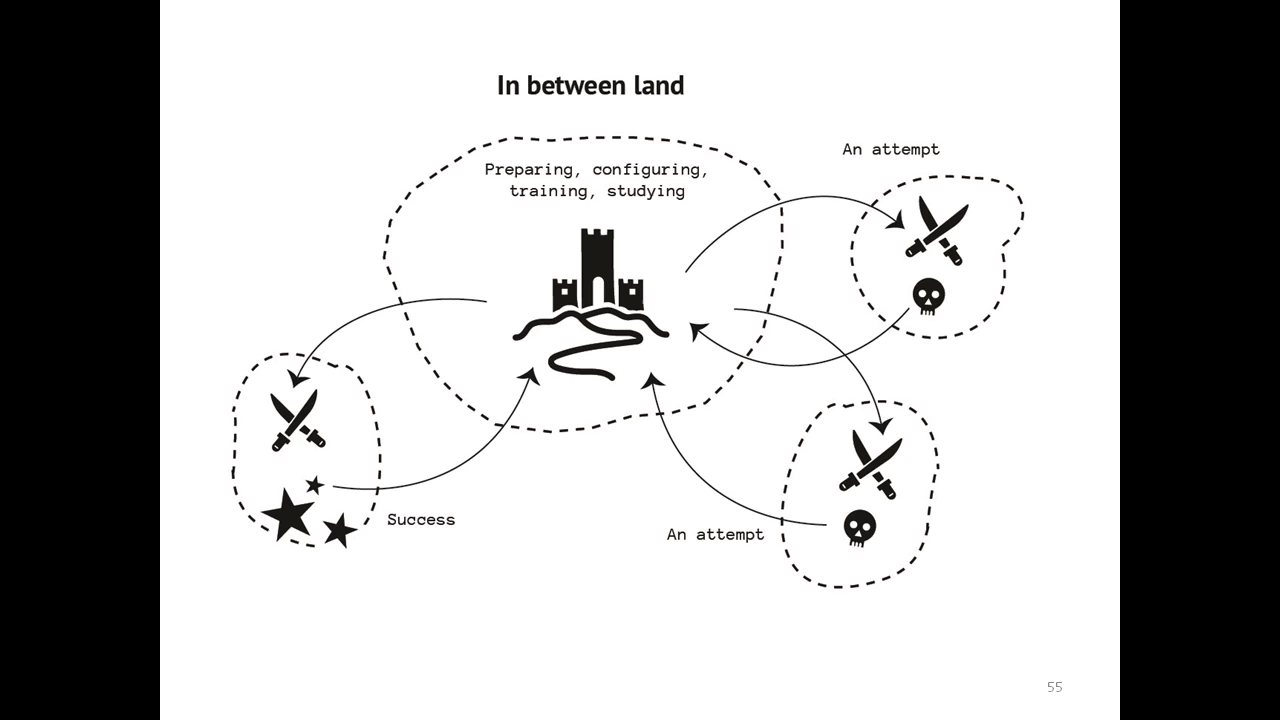 In between land
An attempt
Preparing, configuring,
training, studying
Success
An attempt
55